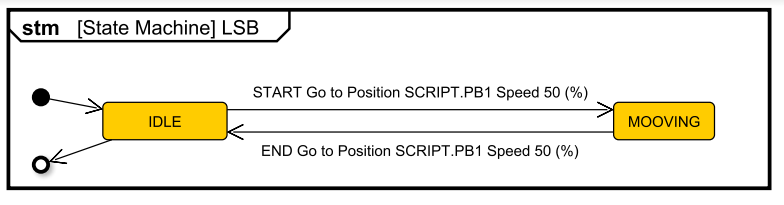 stm [State Machine] LSB
START Go to Position SCRIPT.PB1 Speed 50 (%)
IDLE
MOOVING
END Go to Position SCRIPT.PB1 Speed 50 (%)